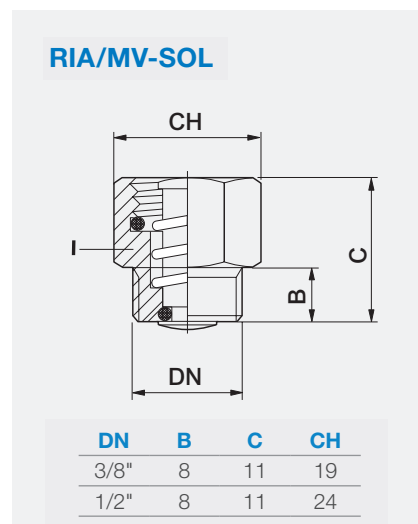 RIA/MV-SOL
CH
I
C
B
DN
DN B C CH
3/8" 8 11 19
1/2" 8 11 24